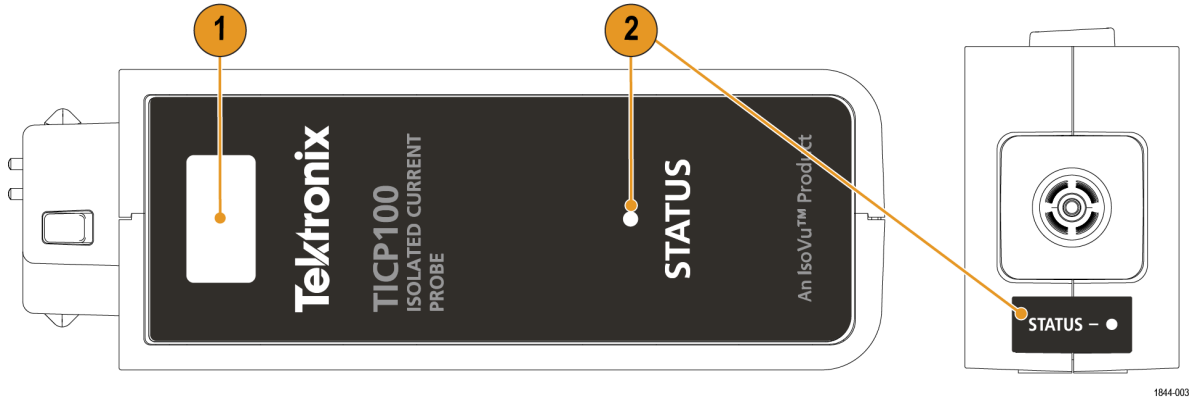 1
2
Tektronix
TICP100
ISOLATED CURRENT
PROBE
STATUS
An IsoVu™ Product
STATUS –
1844-003